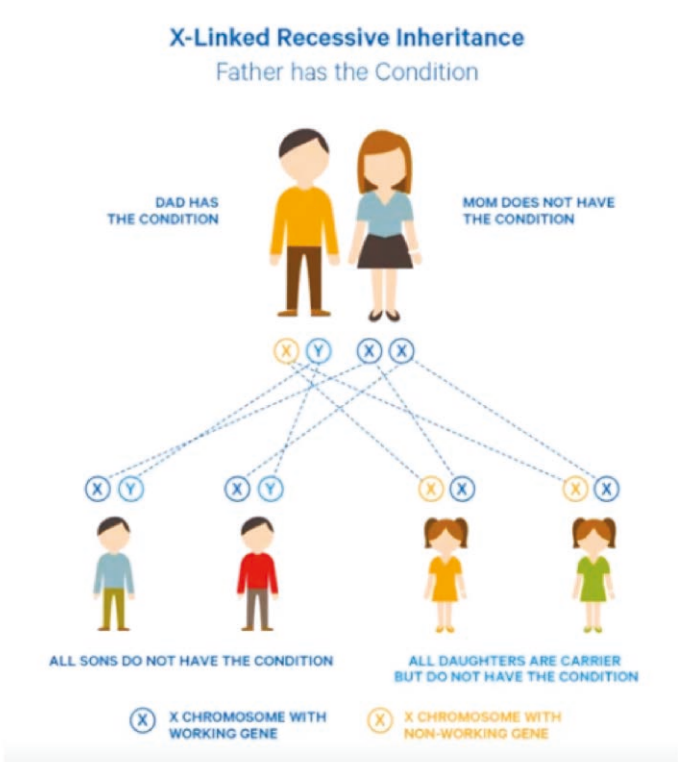 X-Linked Recessive Inheritance
Father has the Condition
DAD HAS
THE CONDITION
MOM DOES NOT HAVE
THE CONDITION
X Y X X
X Y X Y X X X X
ALL SONS DO NOT HAVE THE CONDITION
ALL DAUGHTERS ARE CARRIER
BUT DO NOT HAVE THE CONDITION
X X CHROMOSOME WITH
WORKING GENE
X X CHROMOSOME WITH
NON-WORKING GENE